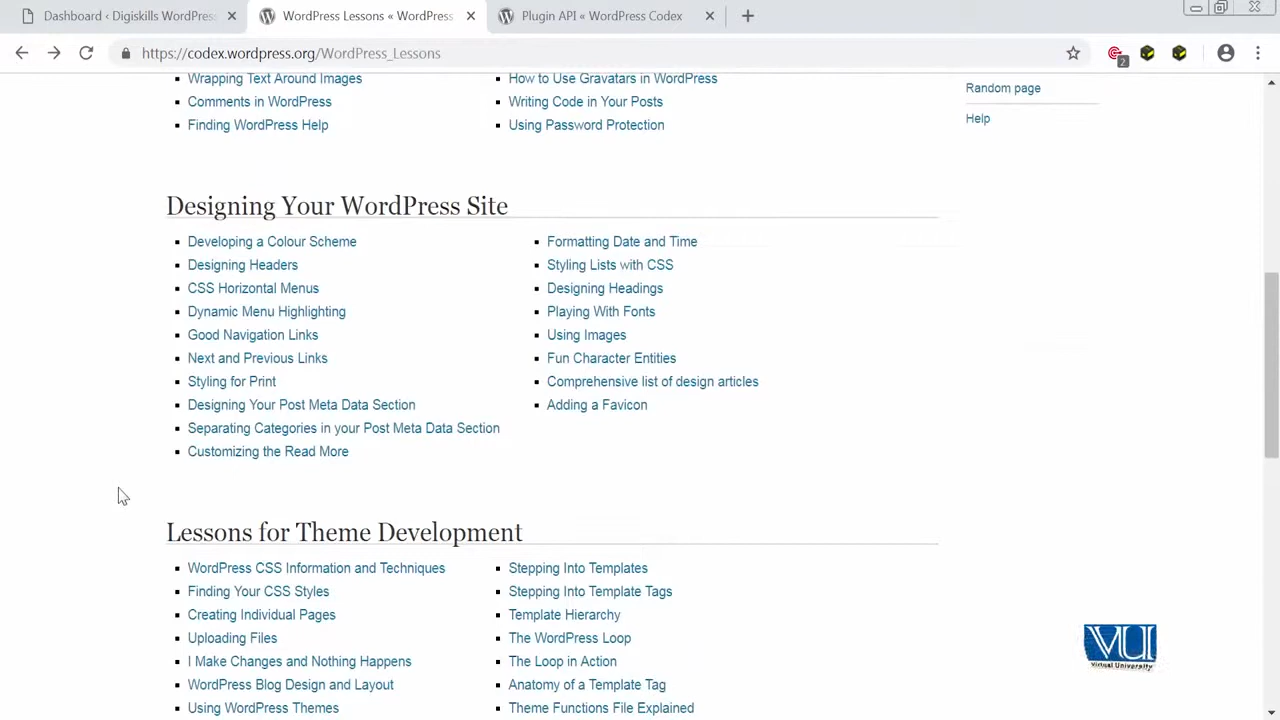 Dashboard ‹ Digiskills WordPress
WordPress Lessons « WordPress
Plugin API « WordPress Codex
https://codex.wordpress.org/WordPress_Lessons
2
Wrapping Text Around Images
Comments in WordPress
Finding WordPress Help
How to Use Gravatars in WordPress
Writing Code in Your Posts
Using Password Protection
Random page
Help
Designing Your WordPress Site
Developing a Colour Scheme
Designing Headers
CSS Horizontal Menus
Dynamic Menu Highlighting
Good Navigation Links
Next and Previous Links
Styling for Print
Designing Your Post Meta Data Section
Separating Categories in your Post Meta Data Section
Customizing the Read More
Formatting Date and Time
Styling Lists with CSS
Designing Headings
Playing With Fonts
Using Images
Fun Character Entities
Comprehensive list of design articles
Adding a Favicon
Lessons for Theme Development
WordPress CSS Information and Techniques
Finding Your CSS Styles
Creating Individual Pages
Uploading Files
I Make Changes and Nothing Happens
WordPress Blog Design and Layout
Using WordPress Themes
Stepping Into Templates
Stepping Into Template Tags
Template Hierarchy
The WordPress Loop
The Loop in Action
Anatomy of a Template Tag
Theme Functions File Explained
VU
Virtual University